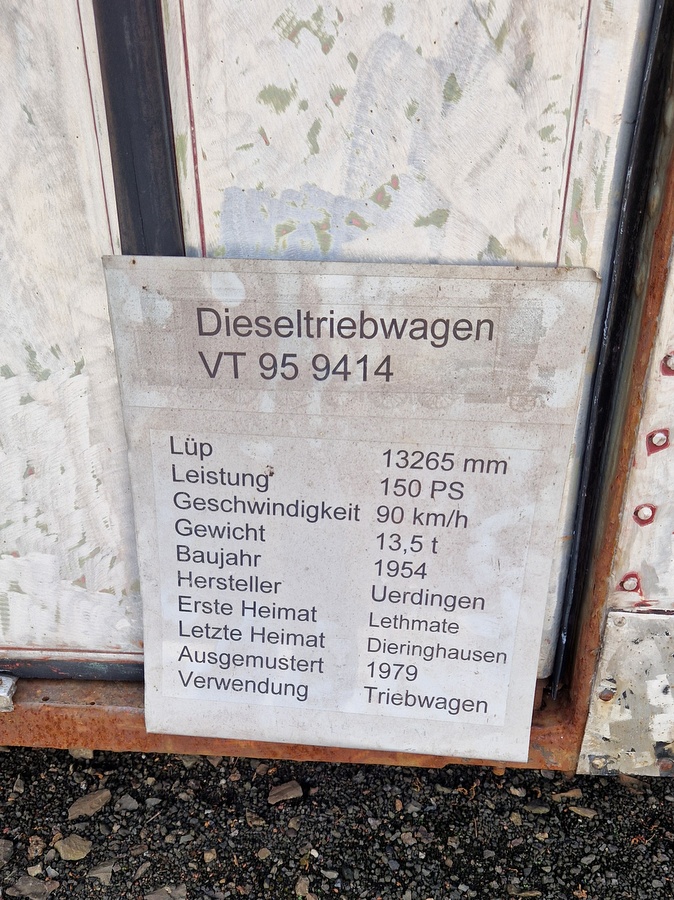 Dieseltriebwagen
VT 95 9414
Lüp 13265 mm
Leistung 150 PS
Geschwindigkeit 90 km/h
Gewicht 13,5 t
Baujahr 1954
Hersteller Uerdingen
Erste Heimat Lethmate
Letzte Heimat Dieringhausen
Ausgemustert 1979
Verwendung Triebwagen